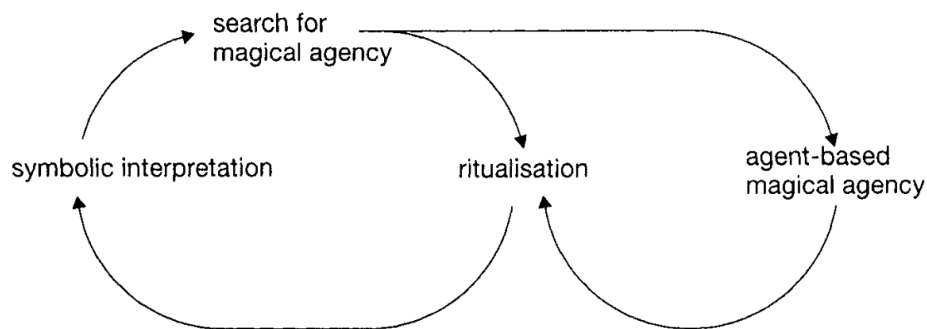 search for
magical agency
symbolic interpretation
ritualisation
agent-based
magical agency